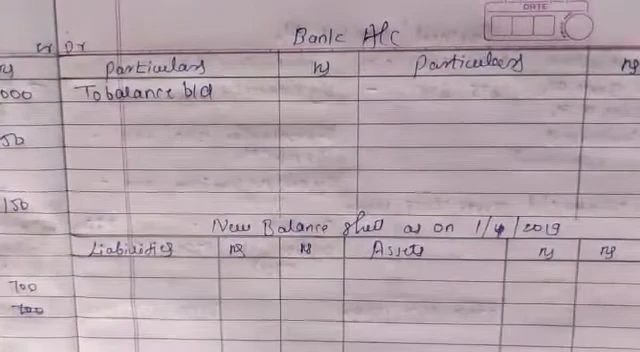 DATE
Cr Dr Bank A/c
Particulars Rs Particulars Rs
000 To balance b/d
50
150
New Balance sheet as on 1/4/2019
Liabilities Rs Rs Assets Rs Rs
700
700